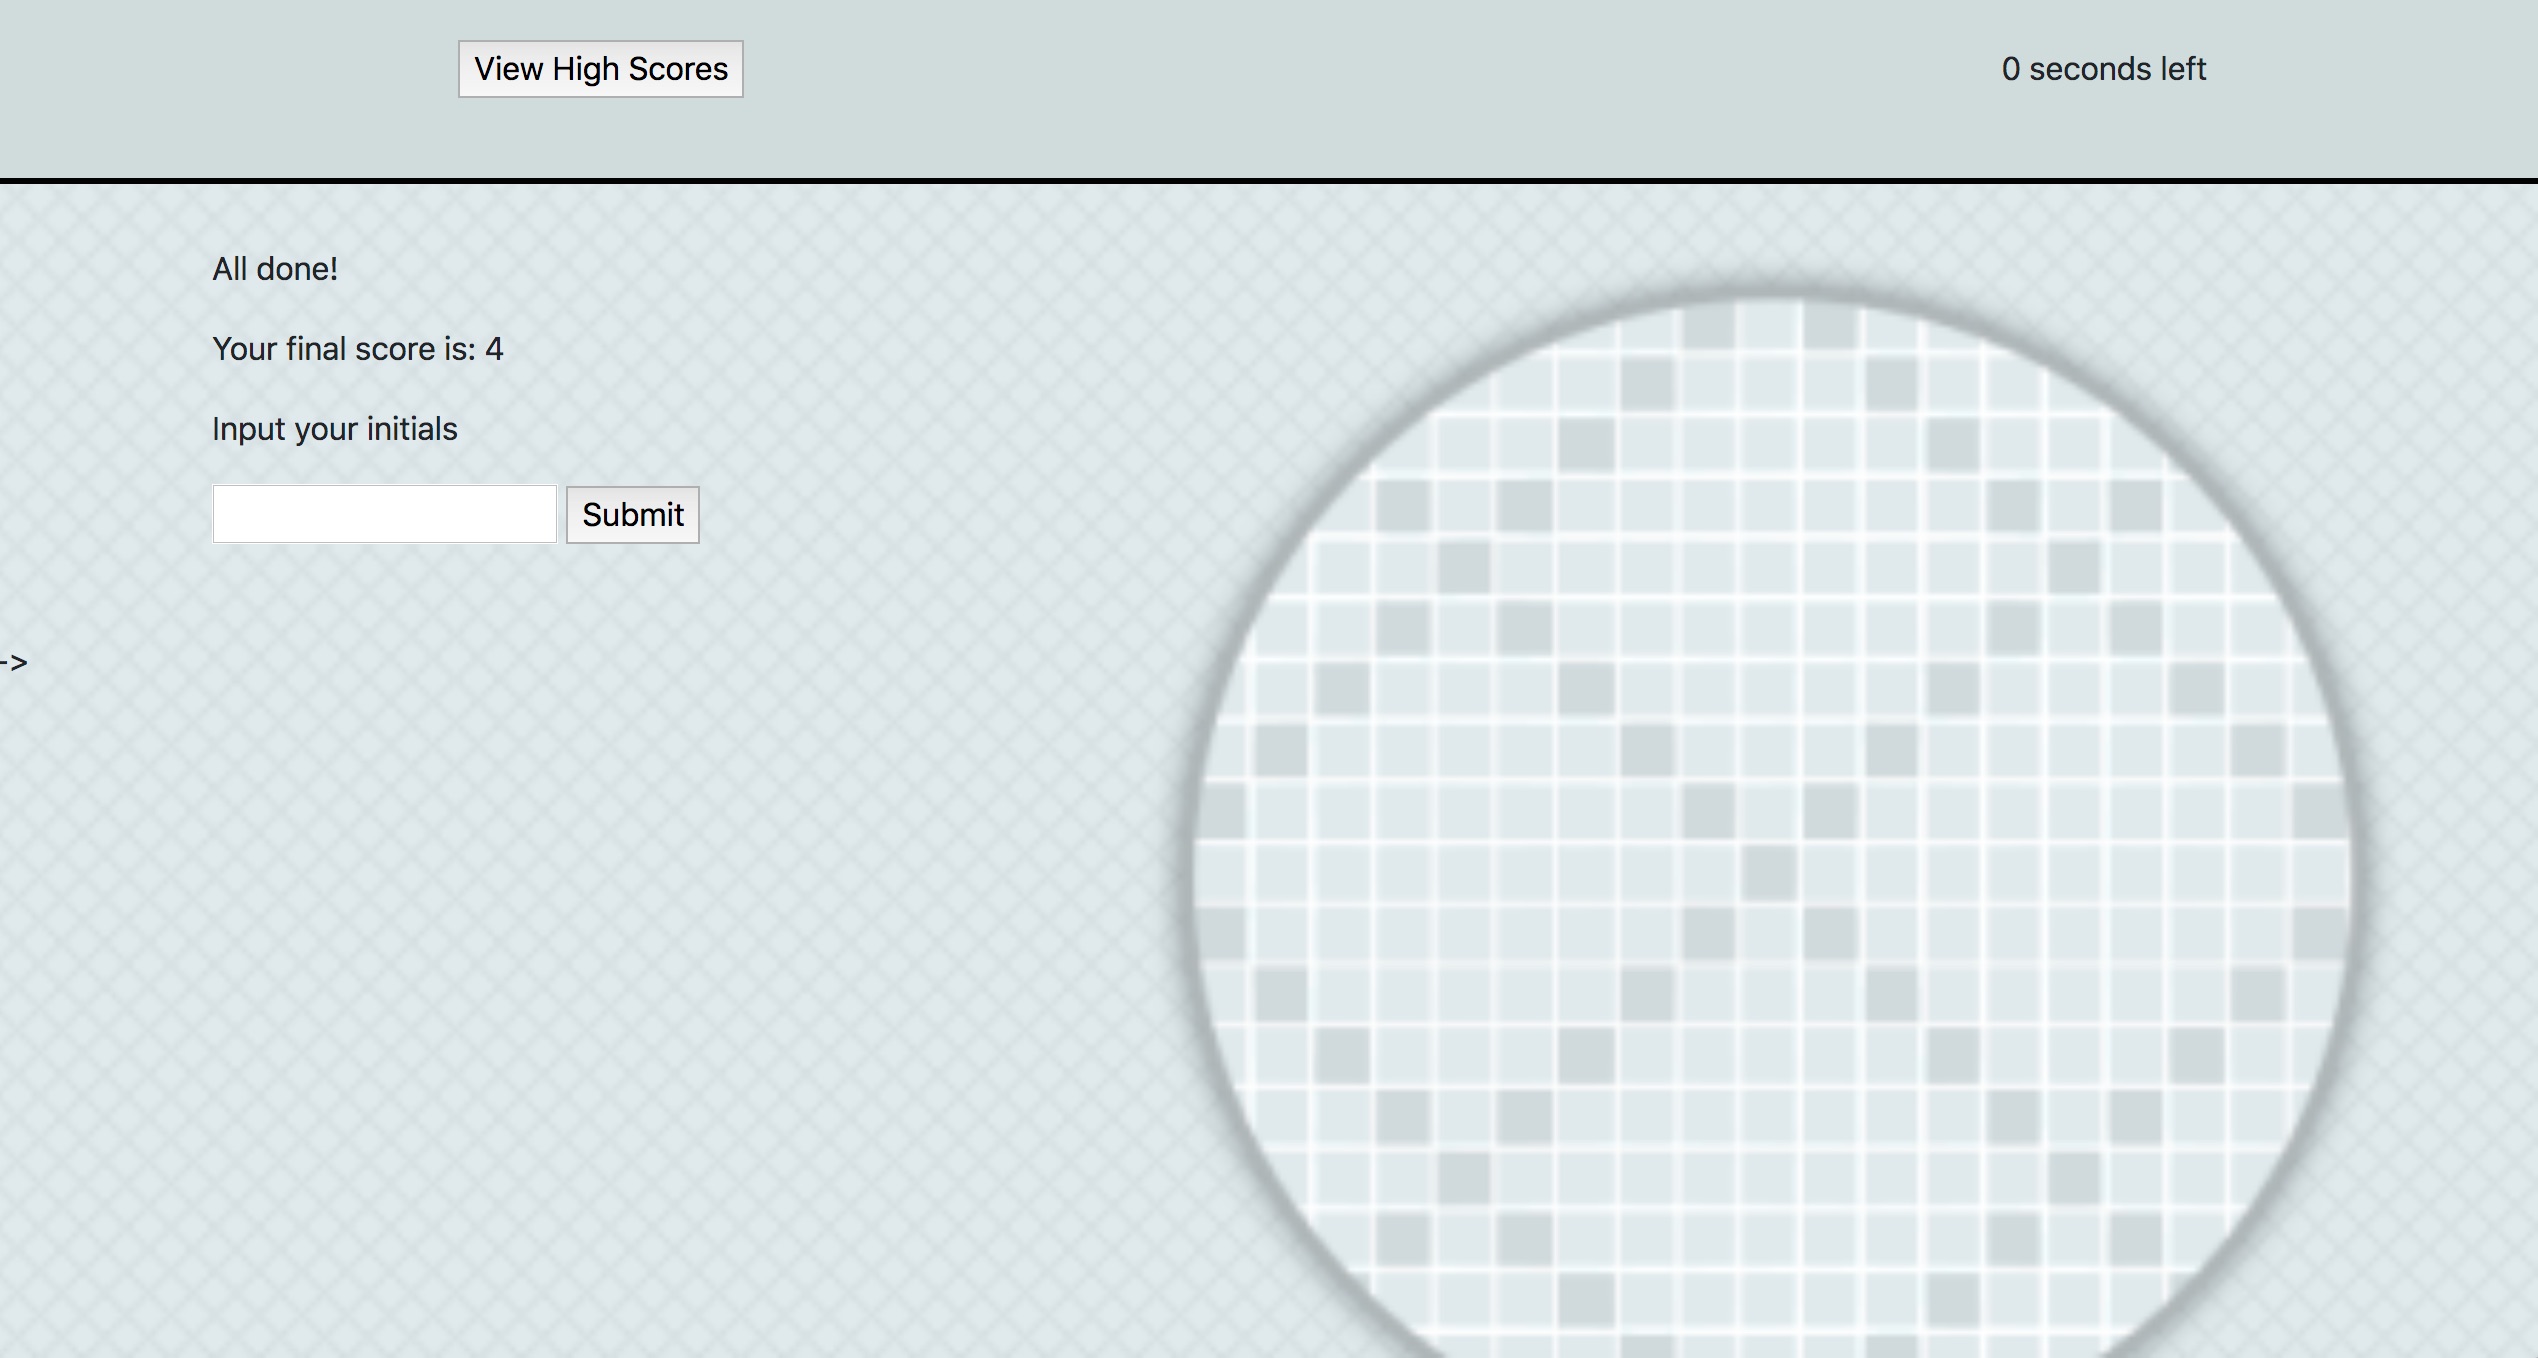 View High Scores
0 seconds left
All done!
Your final score is: 4
Input your initials
Submit
->